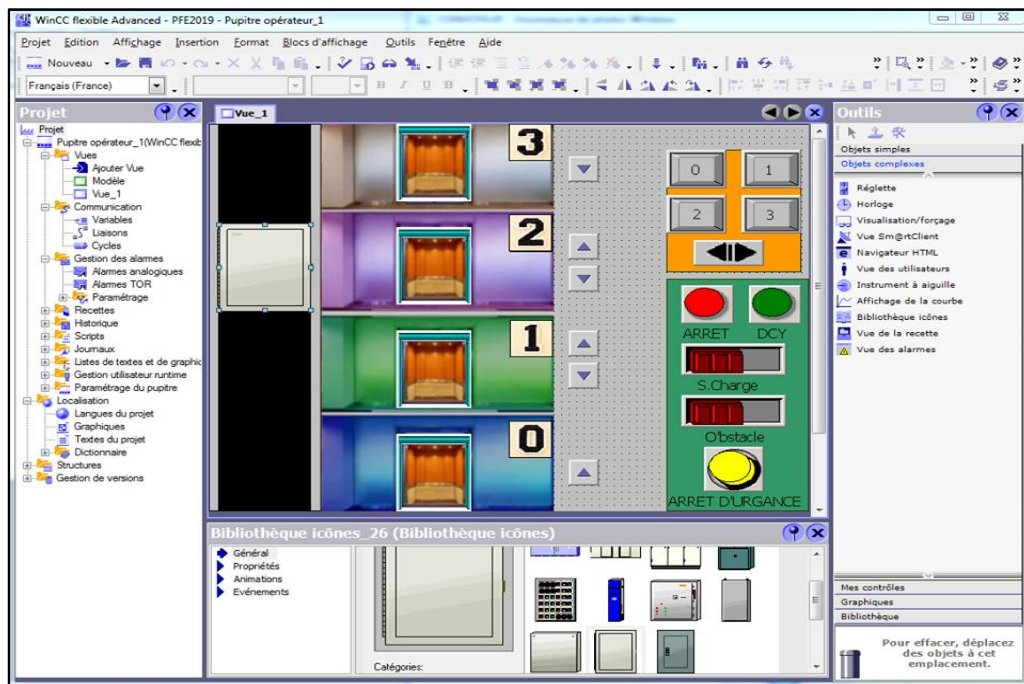 WinCC flexible Advanced - PFE2019 - Pupitre opérateur_1
Projet Edition Affichage Insertion Format Blocs d'affichage Outils Fenêtre Aide
Nouveau
Français (France)
B I U
Projet
Projet
Pupitre opérateur_1(WinCC flexib
Vues
Ajouter Vue
Modèle
Vue_1
Communication
Variables
Liaisons
Cycles
Gestion des alarmes
Alarmes analogiques
Alarmes TOR
Paramétrage
Recettes
Historique
Scripts
Journaux
Listes de textes et de graphic
Gestion utilisateur runtime
Paramétrage du pupitre
Localisation
Langues du projet
Graphiques
Textes du projet
Dictionnaire
Structures
Gestion de versions
Vue_1
3
2
1
0
0 1
2 3
ARRET DCY
S.Charge
O'bstacle
ARRET D'URGANCE
Outils
Objets simples
Objets complexes
Réglette
Horloge
Visualisation/forçage
Vue Sm@rtClient
Navigateur HTML
Vue des utilisateurs
Instrument à aiguille
Affichage de la courbe
Bibliothèque icônes
Vue de la recette
Vue des alarmes
Mes contrôles
Graphiques
Bibliothèque
Pour effacer, déplacez
des objets à cet
emplacement.
Bibliothèque icônes_26 (Bibliothèque icônes)
Général
Propriétés
Animations
Evénements
Catégories: